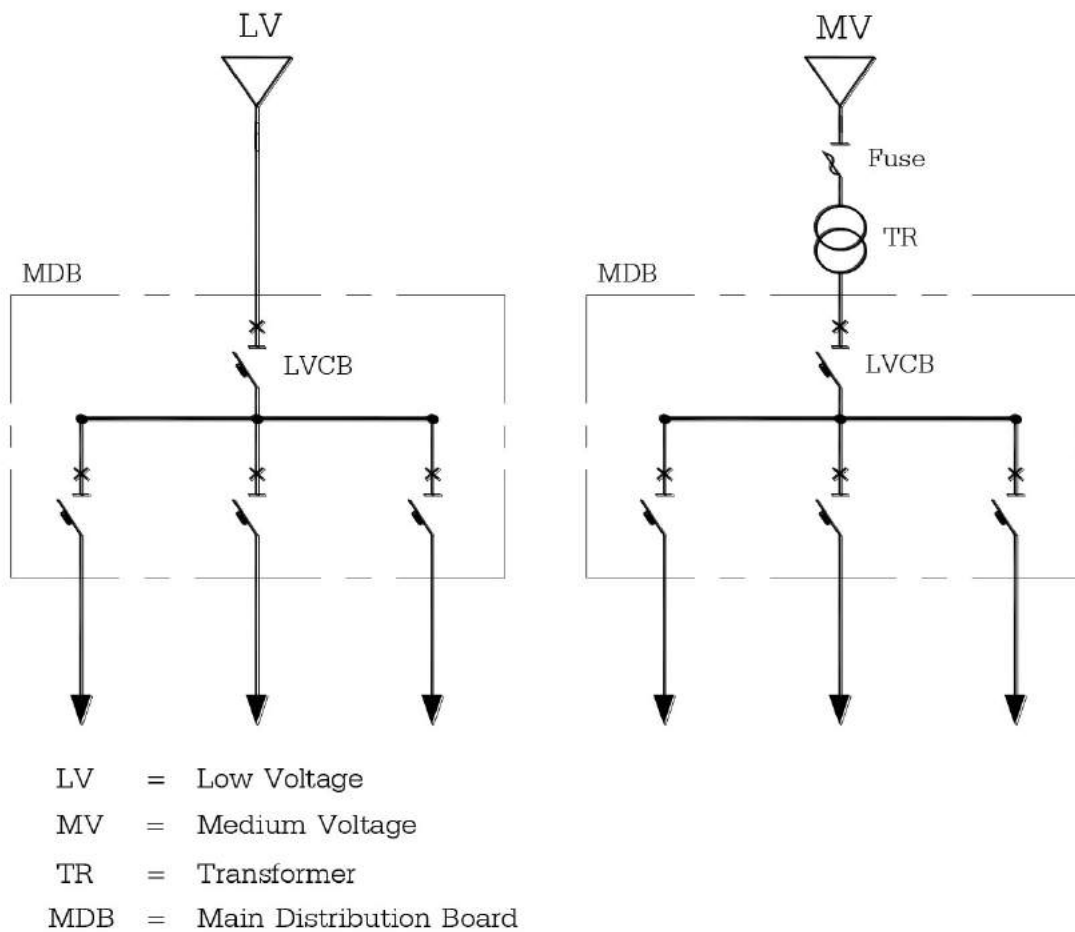 LV
MDB
LVCB
MV
Fuse
TR
MDB
LVCB
LV = Low Voltage
MV = Medium Voltage
TR = Transformer
MDB = Main Distribution Board